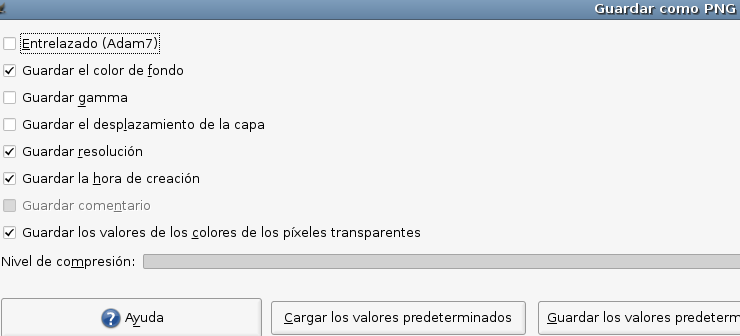 Guardar como PNG
Entrelazado (Adam7)
Guardar el color de fondo
Guardar gamma
Guardar el desplazamiento de la capa
Guardar resolución
Guardar la hora de creación
Guardar comentario
Guardar los valores de los colores de los píxeles transparentes
Nivel de compresión:
Ayuda
Cargar los valores predeterminados
Guardar los valores